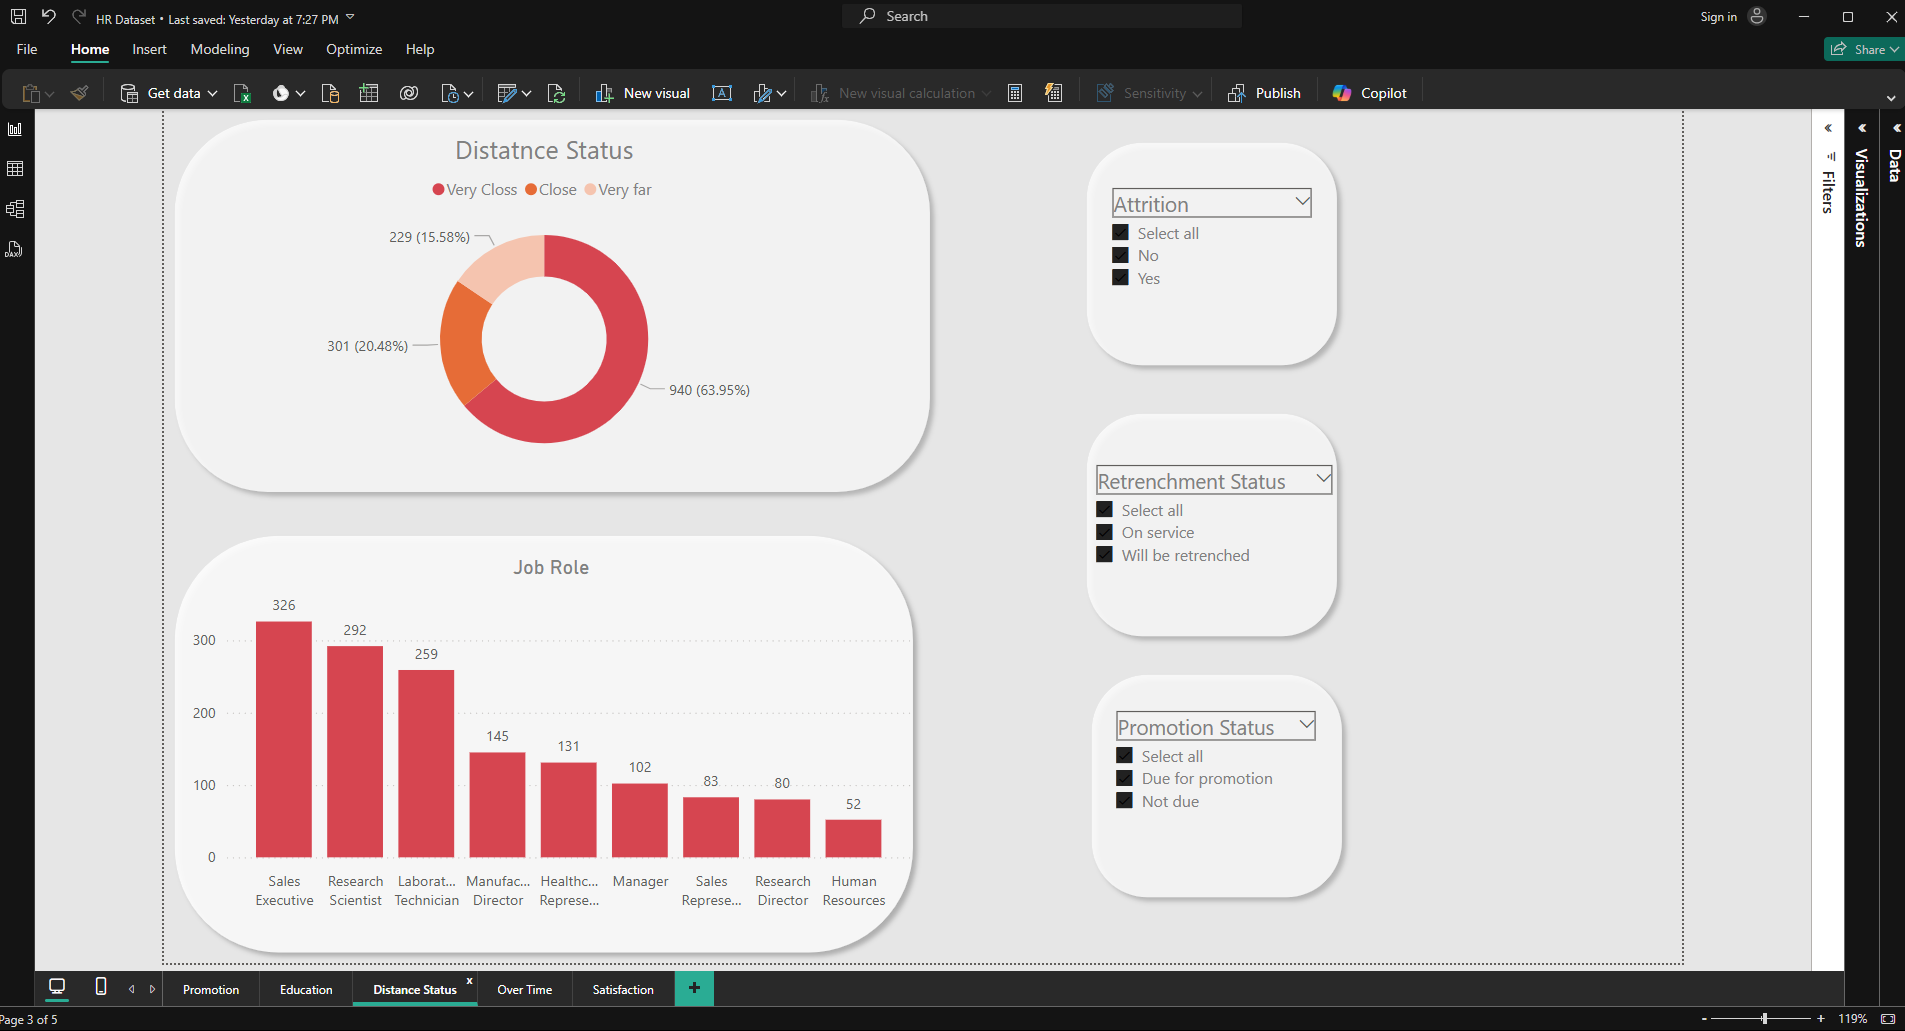 HR Dataset • Last saved: Yesterday at 7:27 PM
Search
Sign in
File
Home
Insert
Modeling
View
Optimize
Help
Share
Get data
New visual
New visual calculation
Sensitivity
Publish
Copilot
Distatnce Status
Very Closs
Close
Very far
229 (15.58%)
301 (20.48%)
940 (63.95%)
Attrition
Select all
No
Yes
Retrenchment Status
Select all
On service
Will be retrenched
Promotion Status
Select all
Due for promotion
Not due
Job Role
326
292
259
145
131
102
83
80
52
300
200
100
0
Sales
Executive
Research
Scientist
Laborat...
Technician
Manufac...
Director
Healthc...
Represe...
Manager
Sales
Represe...
Research
Director
Human
Resources
Filters
Visualizations
Data
DAX
Promotion
Education
Distance Status
x
Over Time
Satisfaction
+
Page 3 of 5
- + 119%